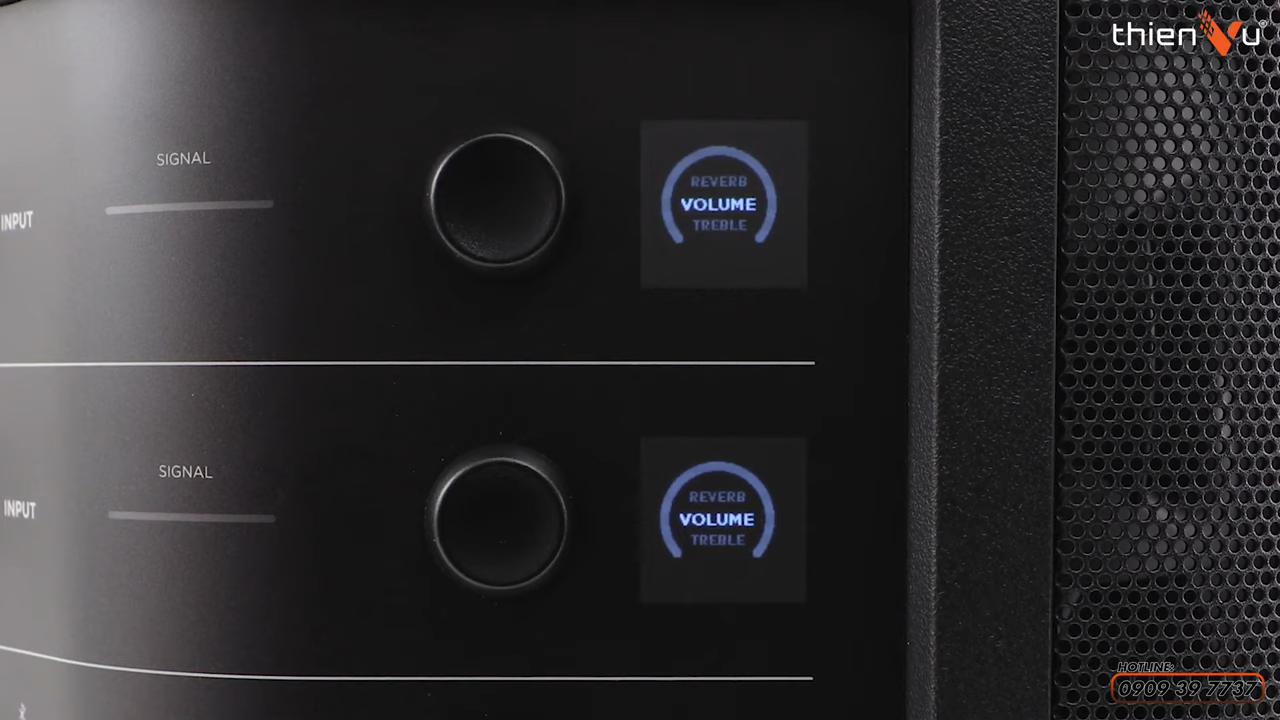 thienVu®
SIGNAL
INPUT
REVERB
VOLUME
TREBLE
SIGNAL
INPUT
REVERB
VOLUME
TREBLE
HOTLINE:
0909 39 7737